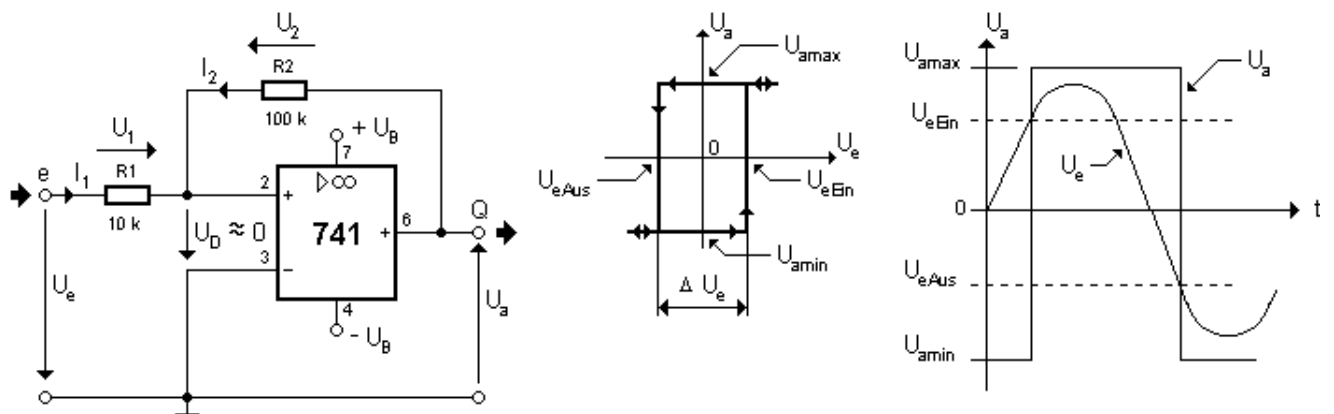 U2
I2
R2
100 k
U1
+ UB
7
e
I1
R1
10 k
2
+
▷∞
741
UD ≈ 0
3
−
6
+
Q
4
- UB
Ue
Ua
Ua
Uamax
0
Ue
UeAus
UeEin
Uamin
Δ Ue
Ua
Uamax
Ua
UeEin
Ue
0
t
UeAus
Uamin